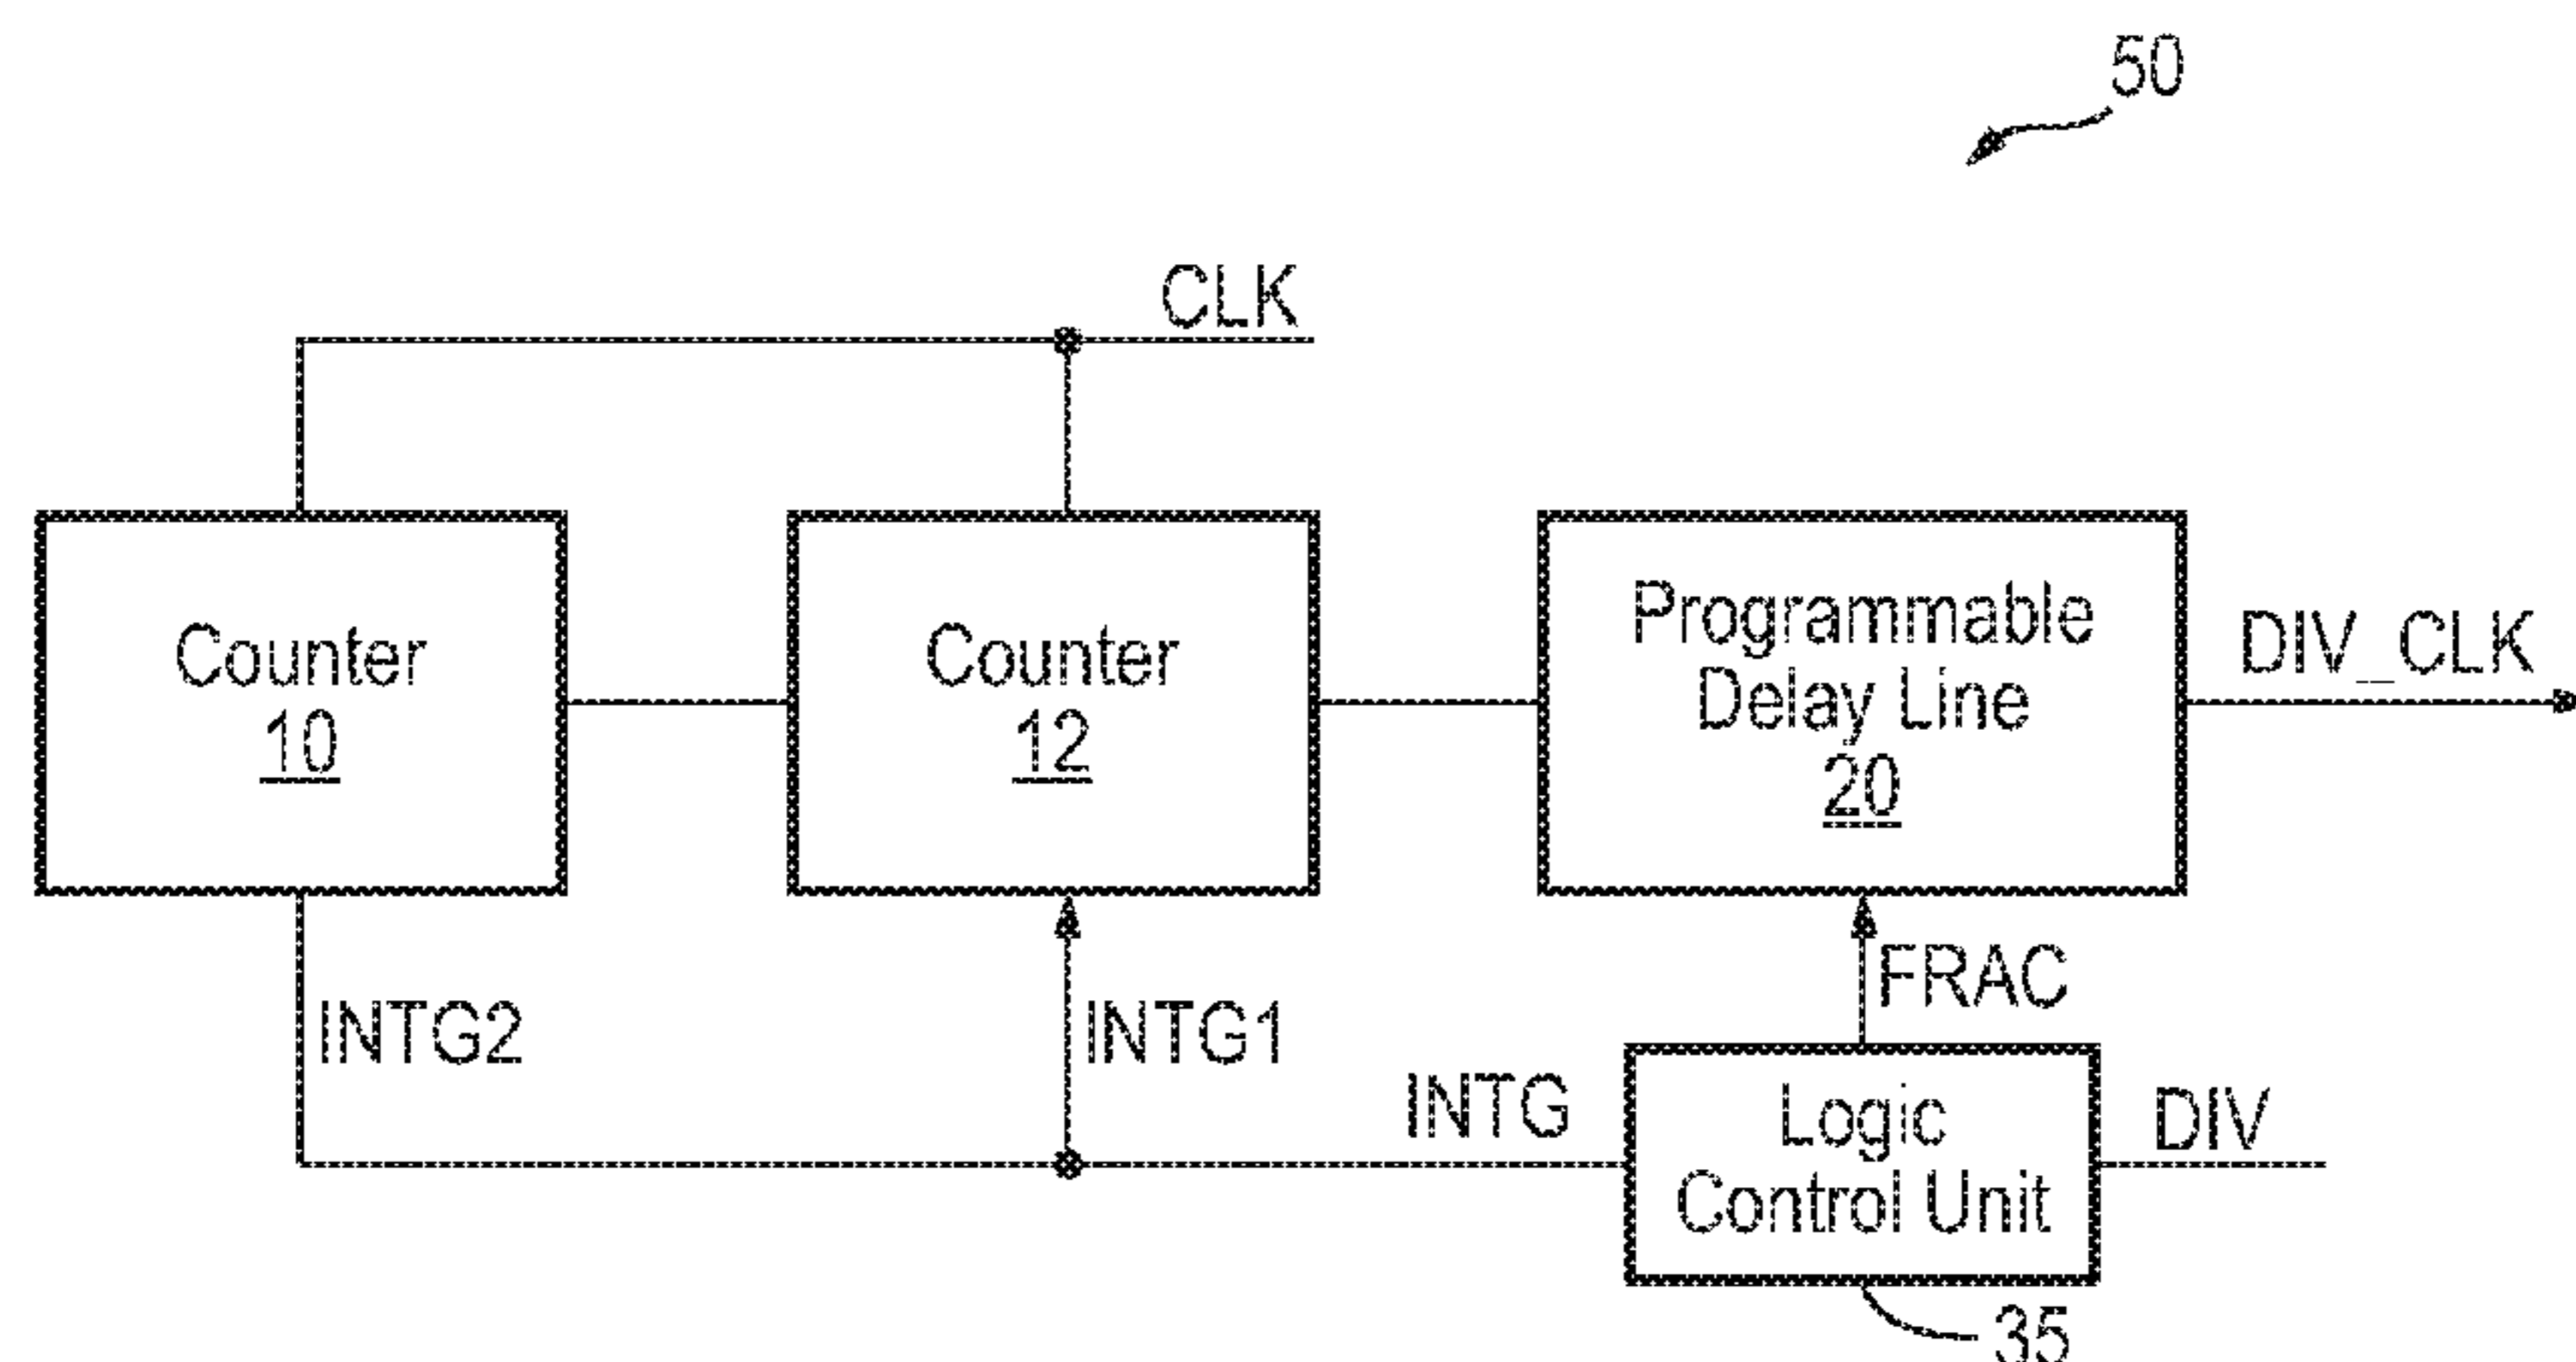 50
CLK
Counter
10
Counter
12
Programmable
Delay Line
20
DIV_CLK
INTG2
INTG1
FRAC
INTG
Logic
Control Unit
DIV
35